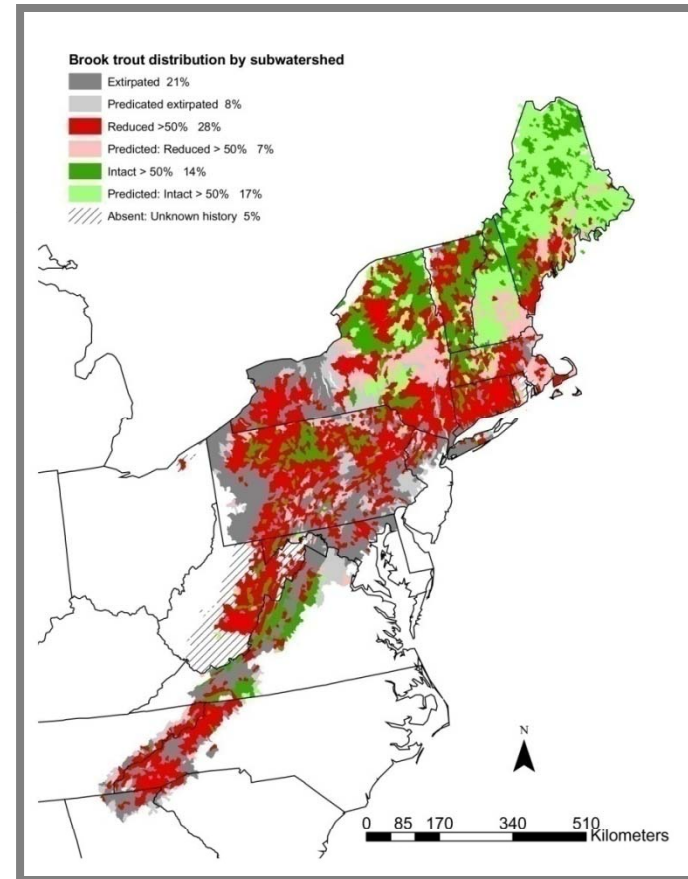 Brook trout distribution by subwatershed
Extirpated 21%
Predicated extirpated 8%
Reduced >50% 28%
Predicted: Reduced > 50% 7%
Intact > 50% 14%
Predicted: Intact > 50% 17%
Absent: Unknown history 5%
N
0 85 170 340 510
Kilometers